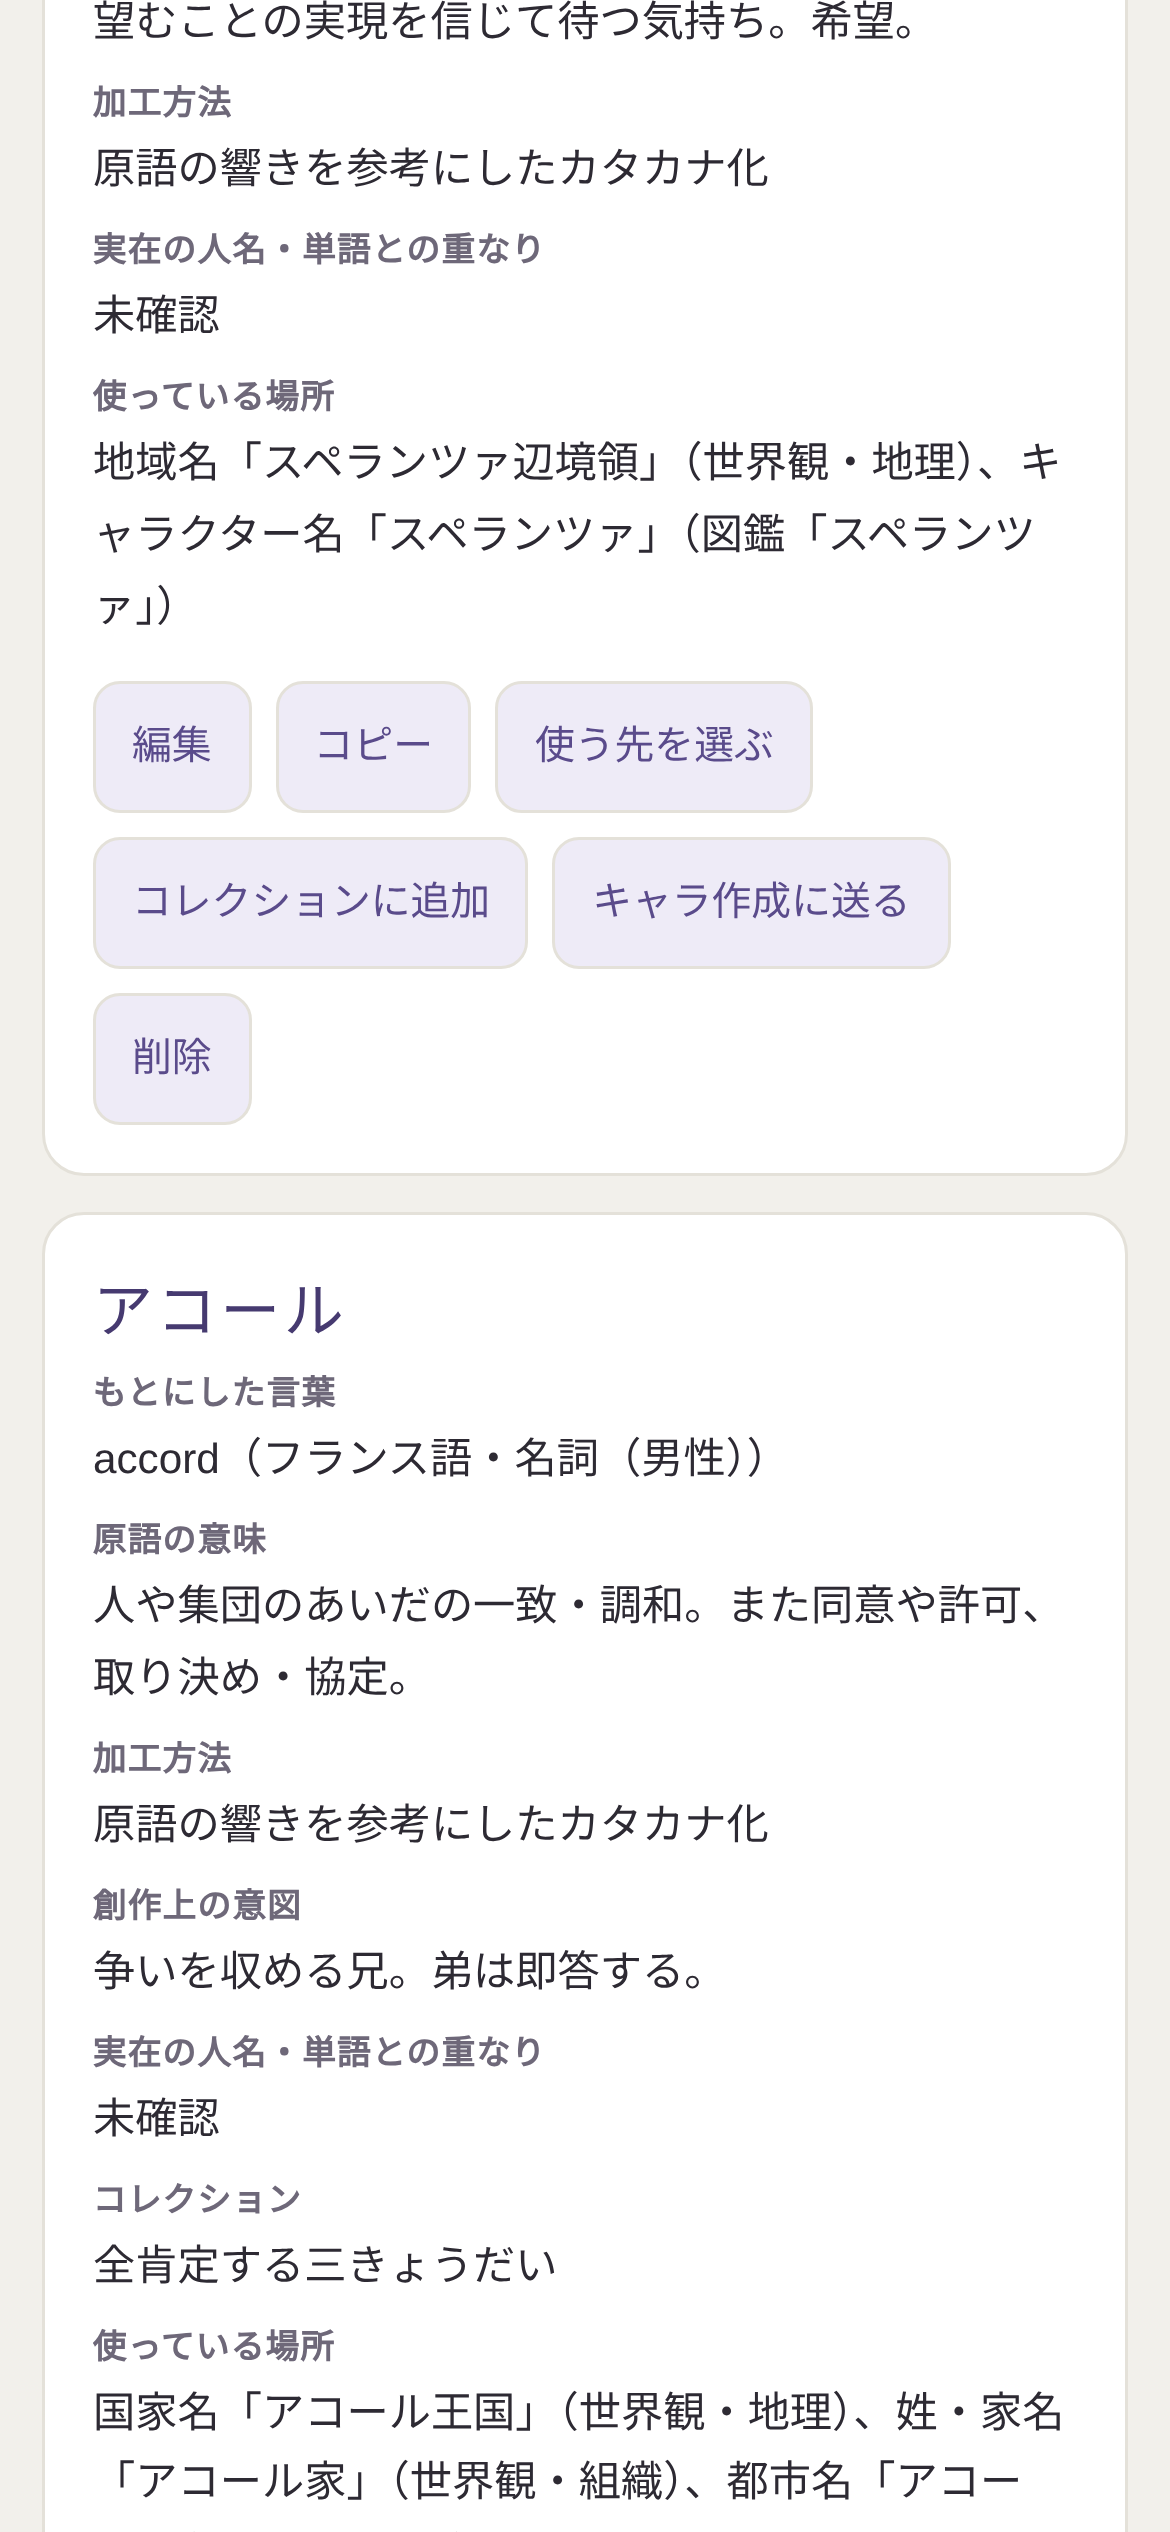 望むことの実現を信じて待つ気持ち。希望。
加工方法
原語の響きを参考にしたカタカナ化
実在の人名・単語との重なり
未確認
使っている場所
地域名「スペランツァ辺境領」（世界観・地理）、キ
ャラクター名「スペランツァ」（図鑑「スペランツ
ァ」）
編集
コピー
使う先を選ぶ
コレクションに追加
キャラ作成に送る
削除
アコール
もとにした言葉
accord（フランス語・名詞（男性））
原語の意味
人や集団のあいだの一致・調和。また同意や許可、
取り決め・協定。
加工方法
原語の響きを参考にしたカタカナ化
創作上の意図
争いを収める兄。弟は即答する。
実在の人名・単語との重なり
未確認
コレクション
全肯定する三きょうだい
使っている場所
国家名「アコール王国」（世界観・地理）、姓・家名
「アコール家」（世界観・組織）、都市名「アコー